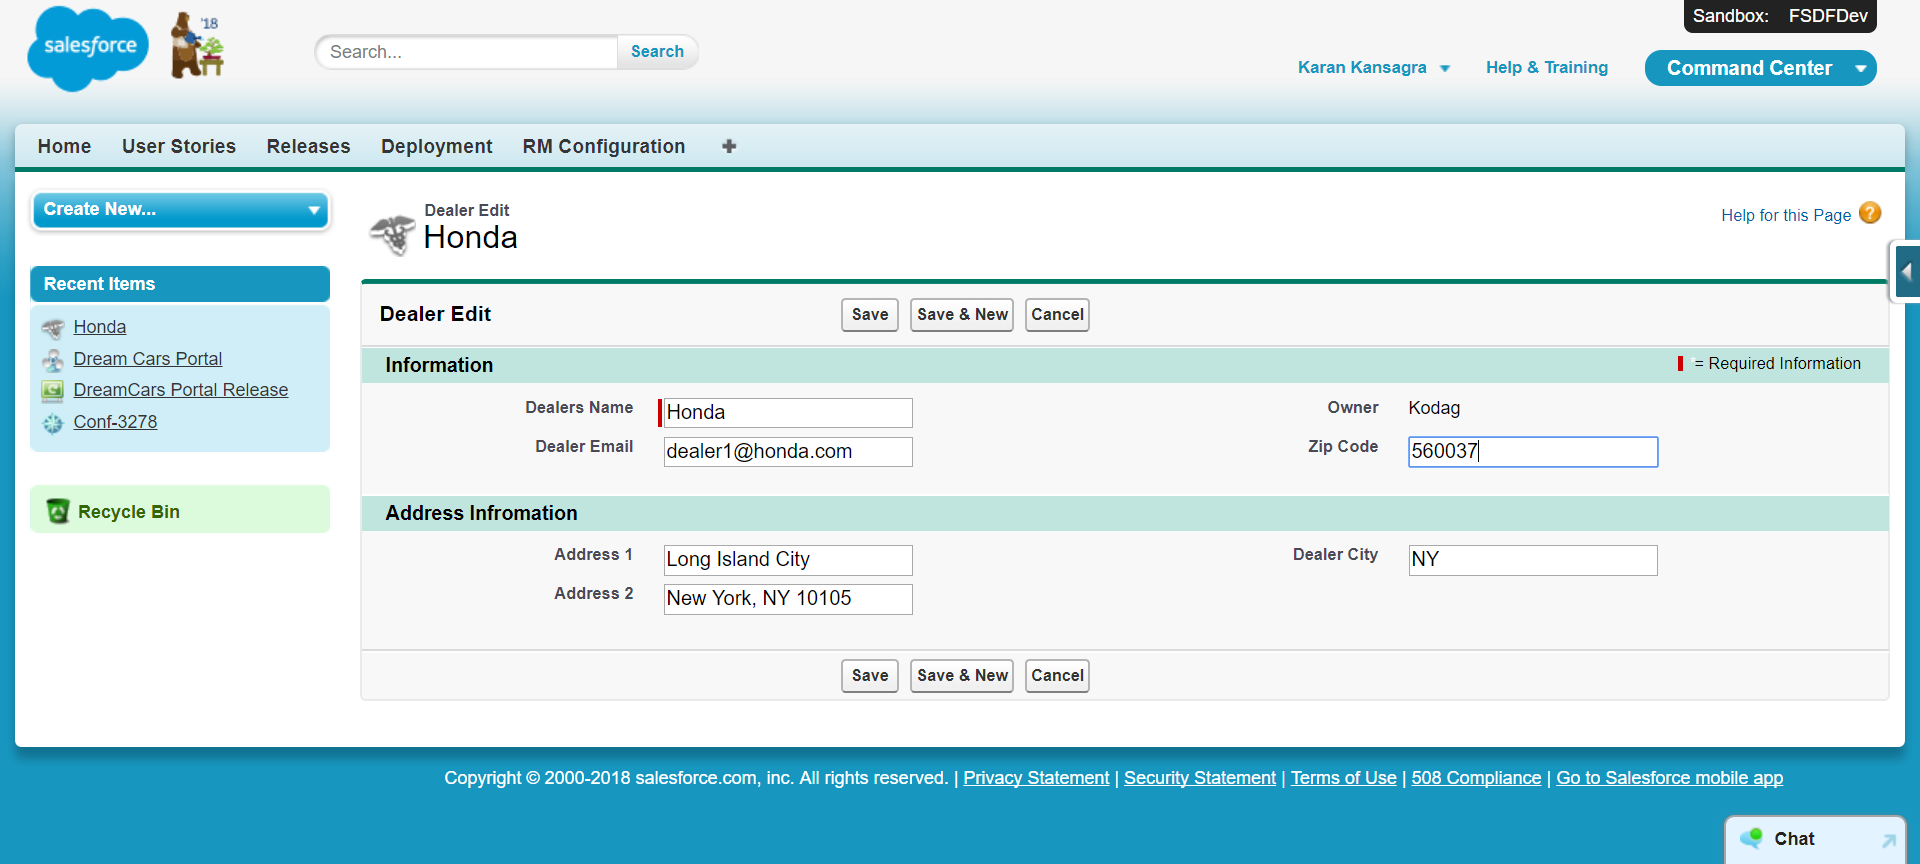 Sandbox: FSDFDev
salesforce
'18
Search...
Search
Karan Kansagra
Help & Training
Command Center
Home
User Stories
Releases
Deployment
RM Configuration
Create New...
Recent Items
Honda
Dream Cars Portal
DreamCars Portal Release
Conf-3278
Recycle Bin
Dealer Edit
Honda
Help for this Page ?
Dealer Edit
Save
Save & New
Cancel
Information
= Required Information
Dealers Name Honda
Owner Kodag
Dealer Email dealer1@honda.com
Zip Code 560037
Address Infromation
Address 1 Long Island City
Dealer City NY
Address 2 New York, NY 10105
Save
Save & New
Cancel
Copyright © 2000-2018 salesforce.com, inc. All rights reserved. | Privacy Statement | Security Statement | Terms of Use | 508 Compliance | Go to Salesforce mobile app
Chat